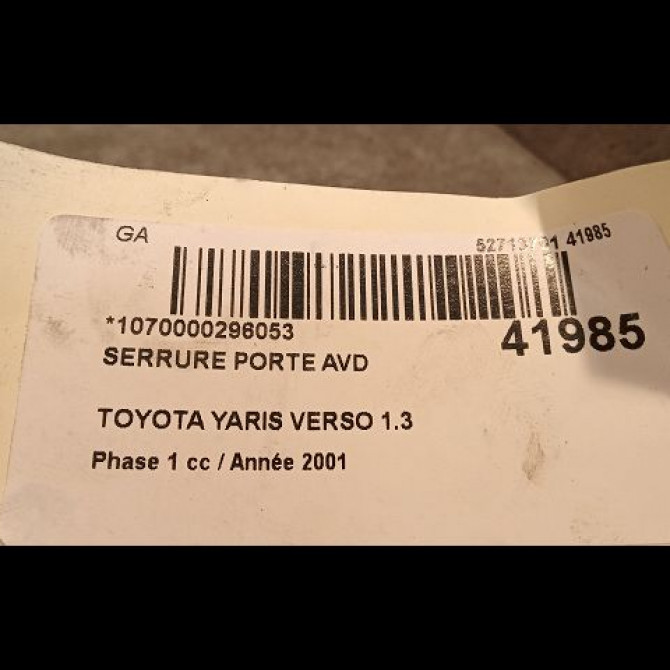 GA
41985
*1070000296053
41985
SERRURE PORTE AVD
TOYOTA YARIS VERSO 1.3
Phase 1 cc / Année 2001